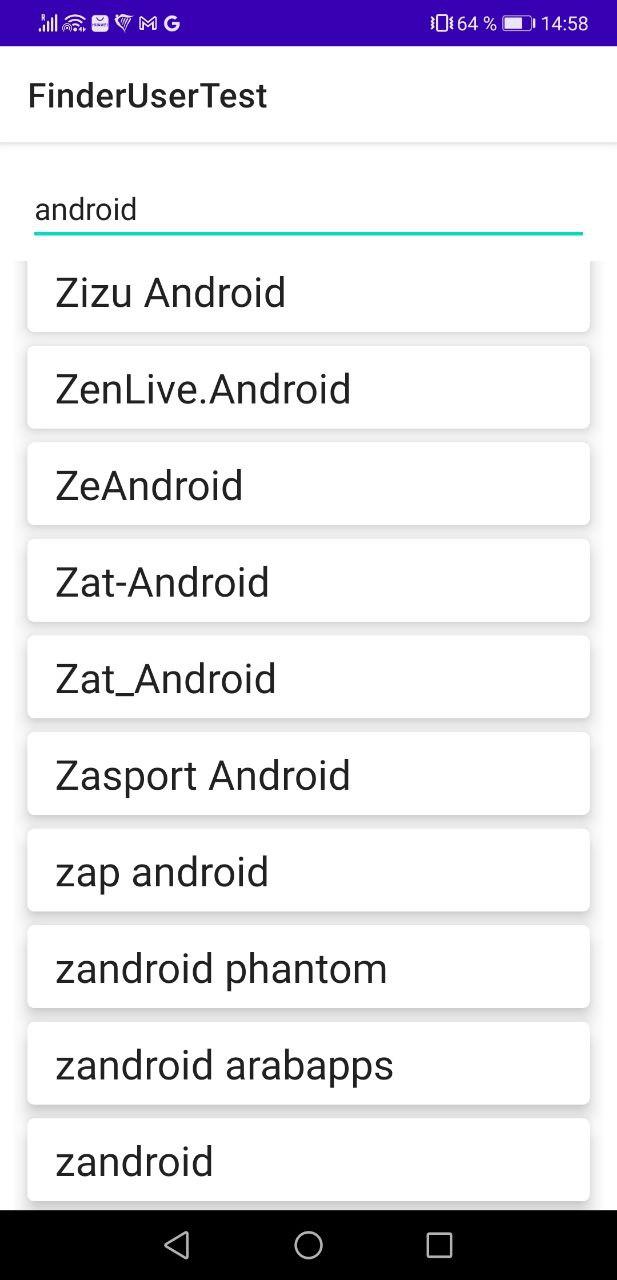 64 % 14:58
FinderUserTest
android
Zizu Android
ZenLive.Android
ZeAndroid
Zat-Android
Zat_Android
Zasport Android
zap android
zandroid phantom
zandroid arabapps
zandroid